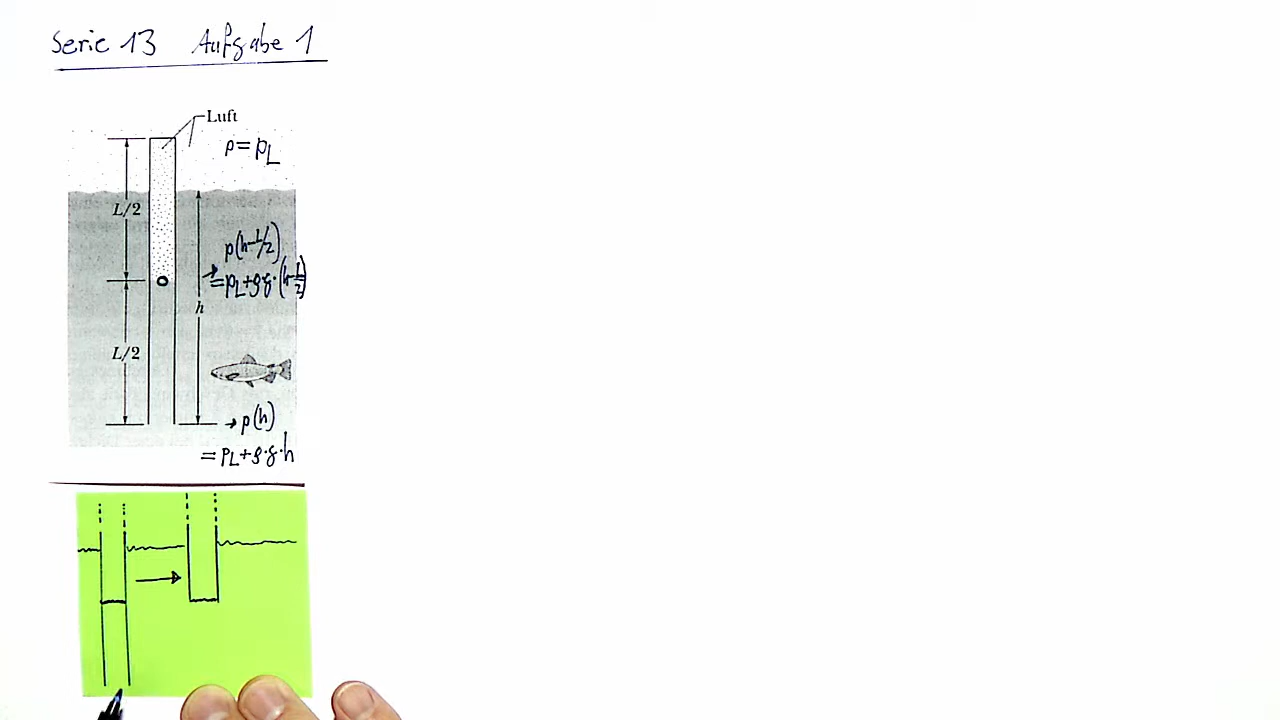 Serie 13 Aufgabe 1
Luft
p = pL
L/2
p(h-L/2)
= pL+ρ·g·(h-L/2)
h
L/2
→ p(h)
= pL+ρ·g·h